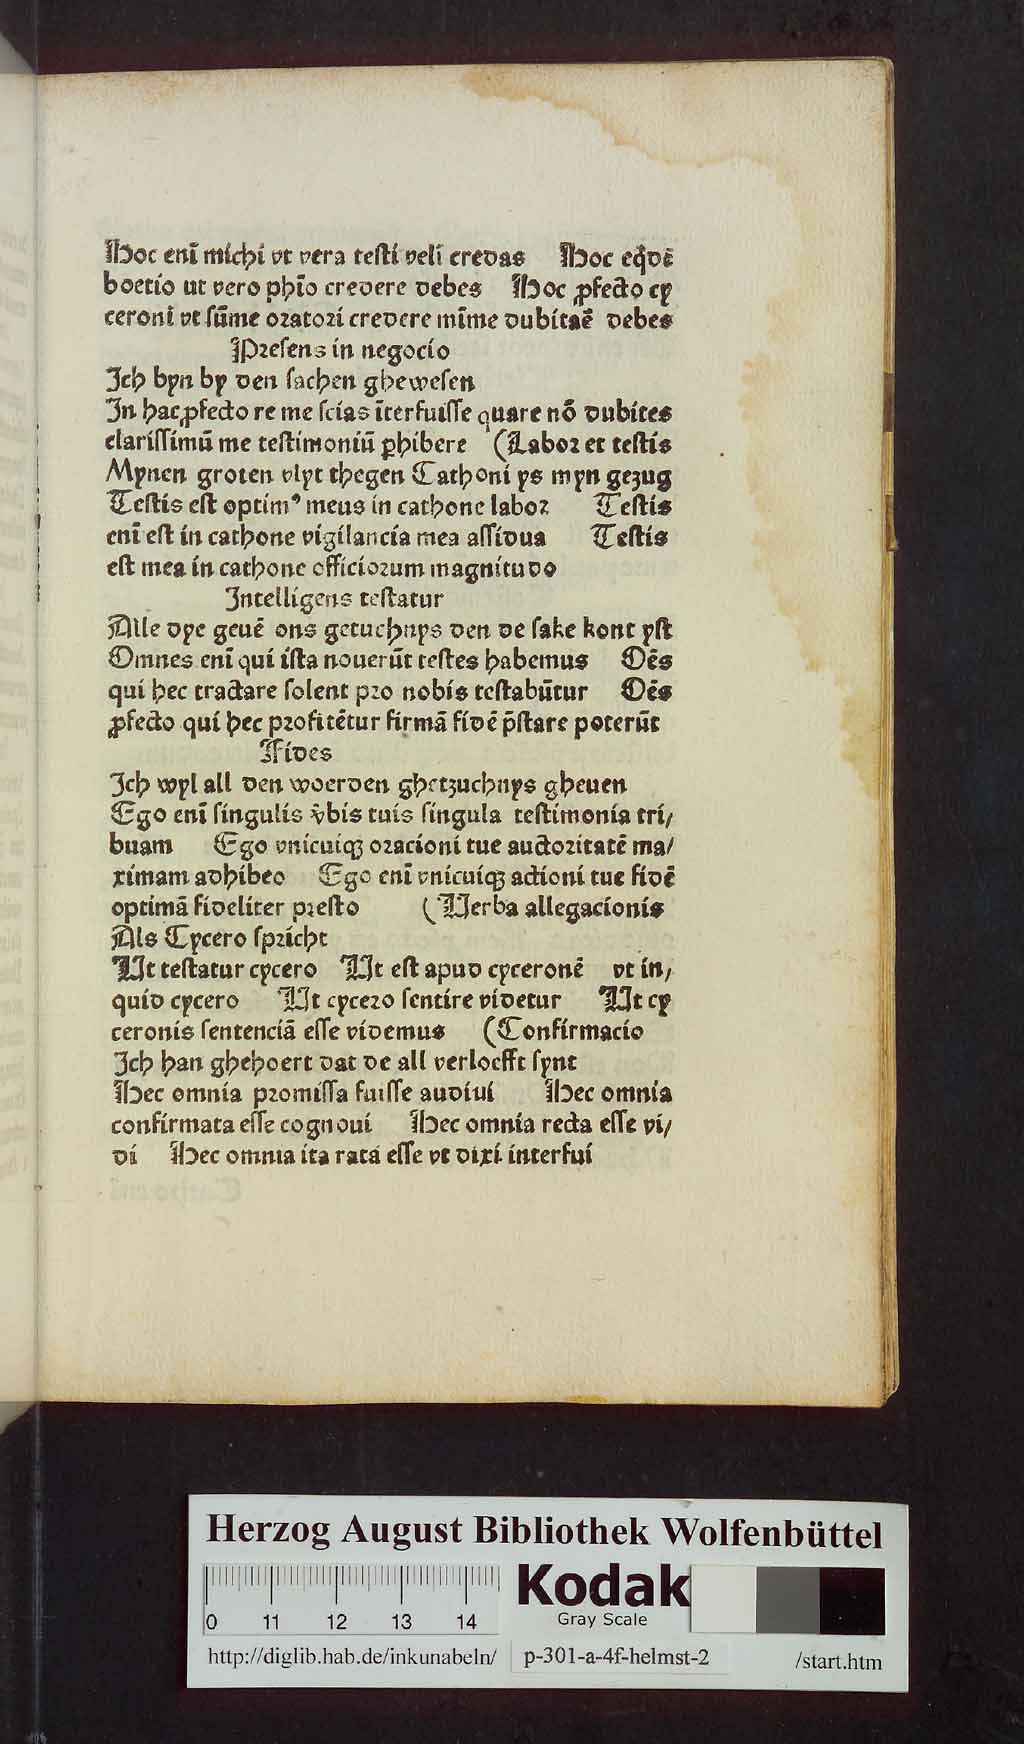 Hoc enī michi vt vera testi veli credas Hoc eqͥdē
boetio ut vero phīo credere debes Hoc ꝓfecto cy
ceroni vt sūme oratori credere mīme dubitaē debes
Presens in negocio
Ich byn by den sachen ghewesen
In hac ꝓfecto re me scias īterfuisse quare nō dubites
clarissimū me testimoniū ꝑhibere (Labor et testis
Mynen groten vlyt thegen Cathoni ys myn gezug
Testis est optimꝰ meus in cathone labor Testis
enī est in cathone vigilancia mea assidua Testis
est mea in cathone officiorum magnitudo
Intelligens testatur
Alle dye geuē ons getuchnys den de sake kont yst
Omnes enī qui ista nouerūt testes habemus Oēs
qui hec tractare solent pro nobis testabūtur Oēs
ꝓfecto qui hec profitētur firmā fidē p̄stare poterūt
Fides
Ich wyl all den woerden ghetzuchnys gheuen
Ego enī singulis v̓bis tuis singula testimonia tri/
buam Ego vnicuiqꝫ oracioni tue auctoritatē ma/
ximam adhibeo Ego enī vnicuiqꝫ actioni tue fidē
optimā fideliter presto (Verba allegacionis
Als Cycero spricht
Vt testatur cycero Vt est apud cyceronē vt in/
quid cycero Vt cycero sentire videtur Vt cy
ceronis sentenciā esse videmus (Confirmacio
Ich han ghehoert dat de all verloefft synt
Hec omnia promissa fuisse audiui Hec omnia
confirmata esse cognoui Hec omnia recta esse vi/
di Hec omnia ita rata esse vt dixi interfui
Herzog August Bibliothek Wolfenbüttel
Kodak
Gray Scale
0 11 12 13 14
http://diglib.hab.de/inkunabeln/ p-301-a-4f-helmst-2 /start.htm